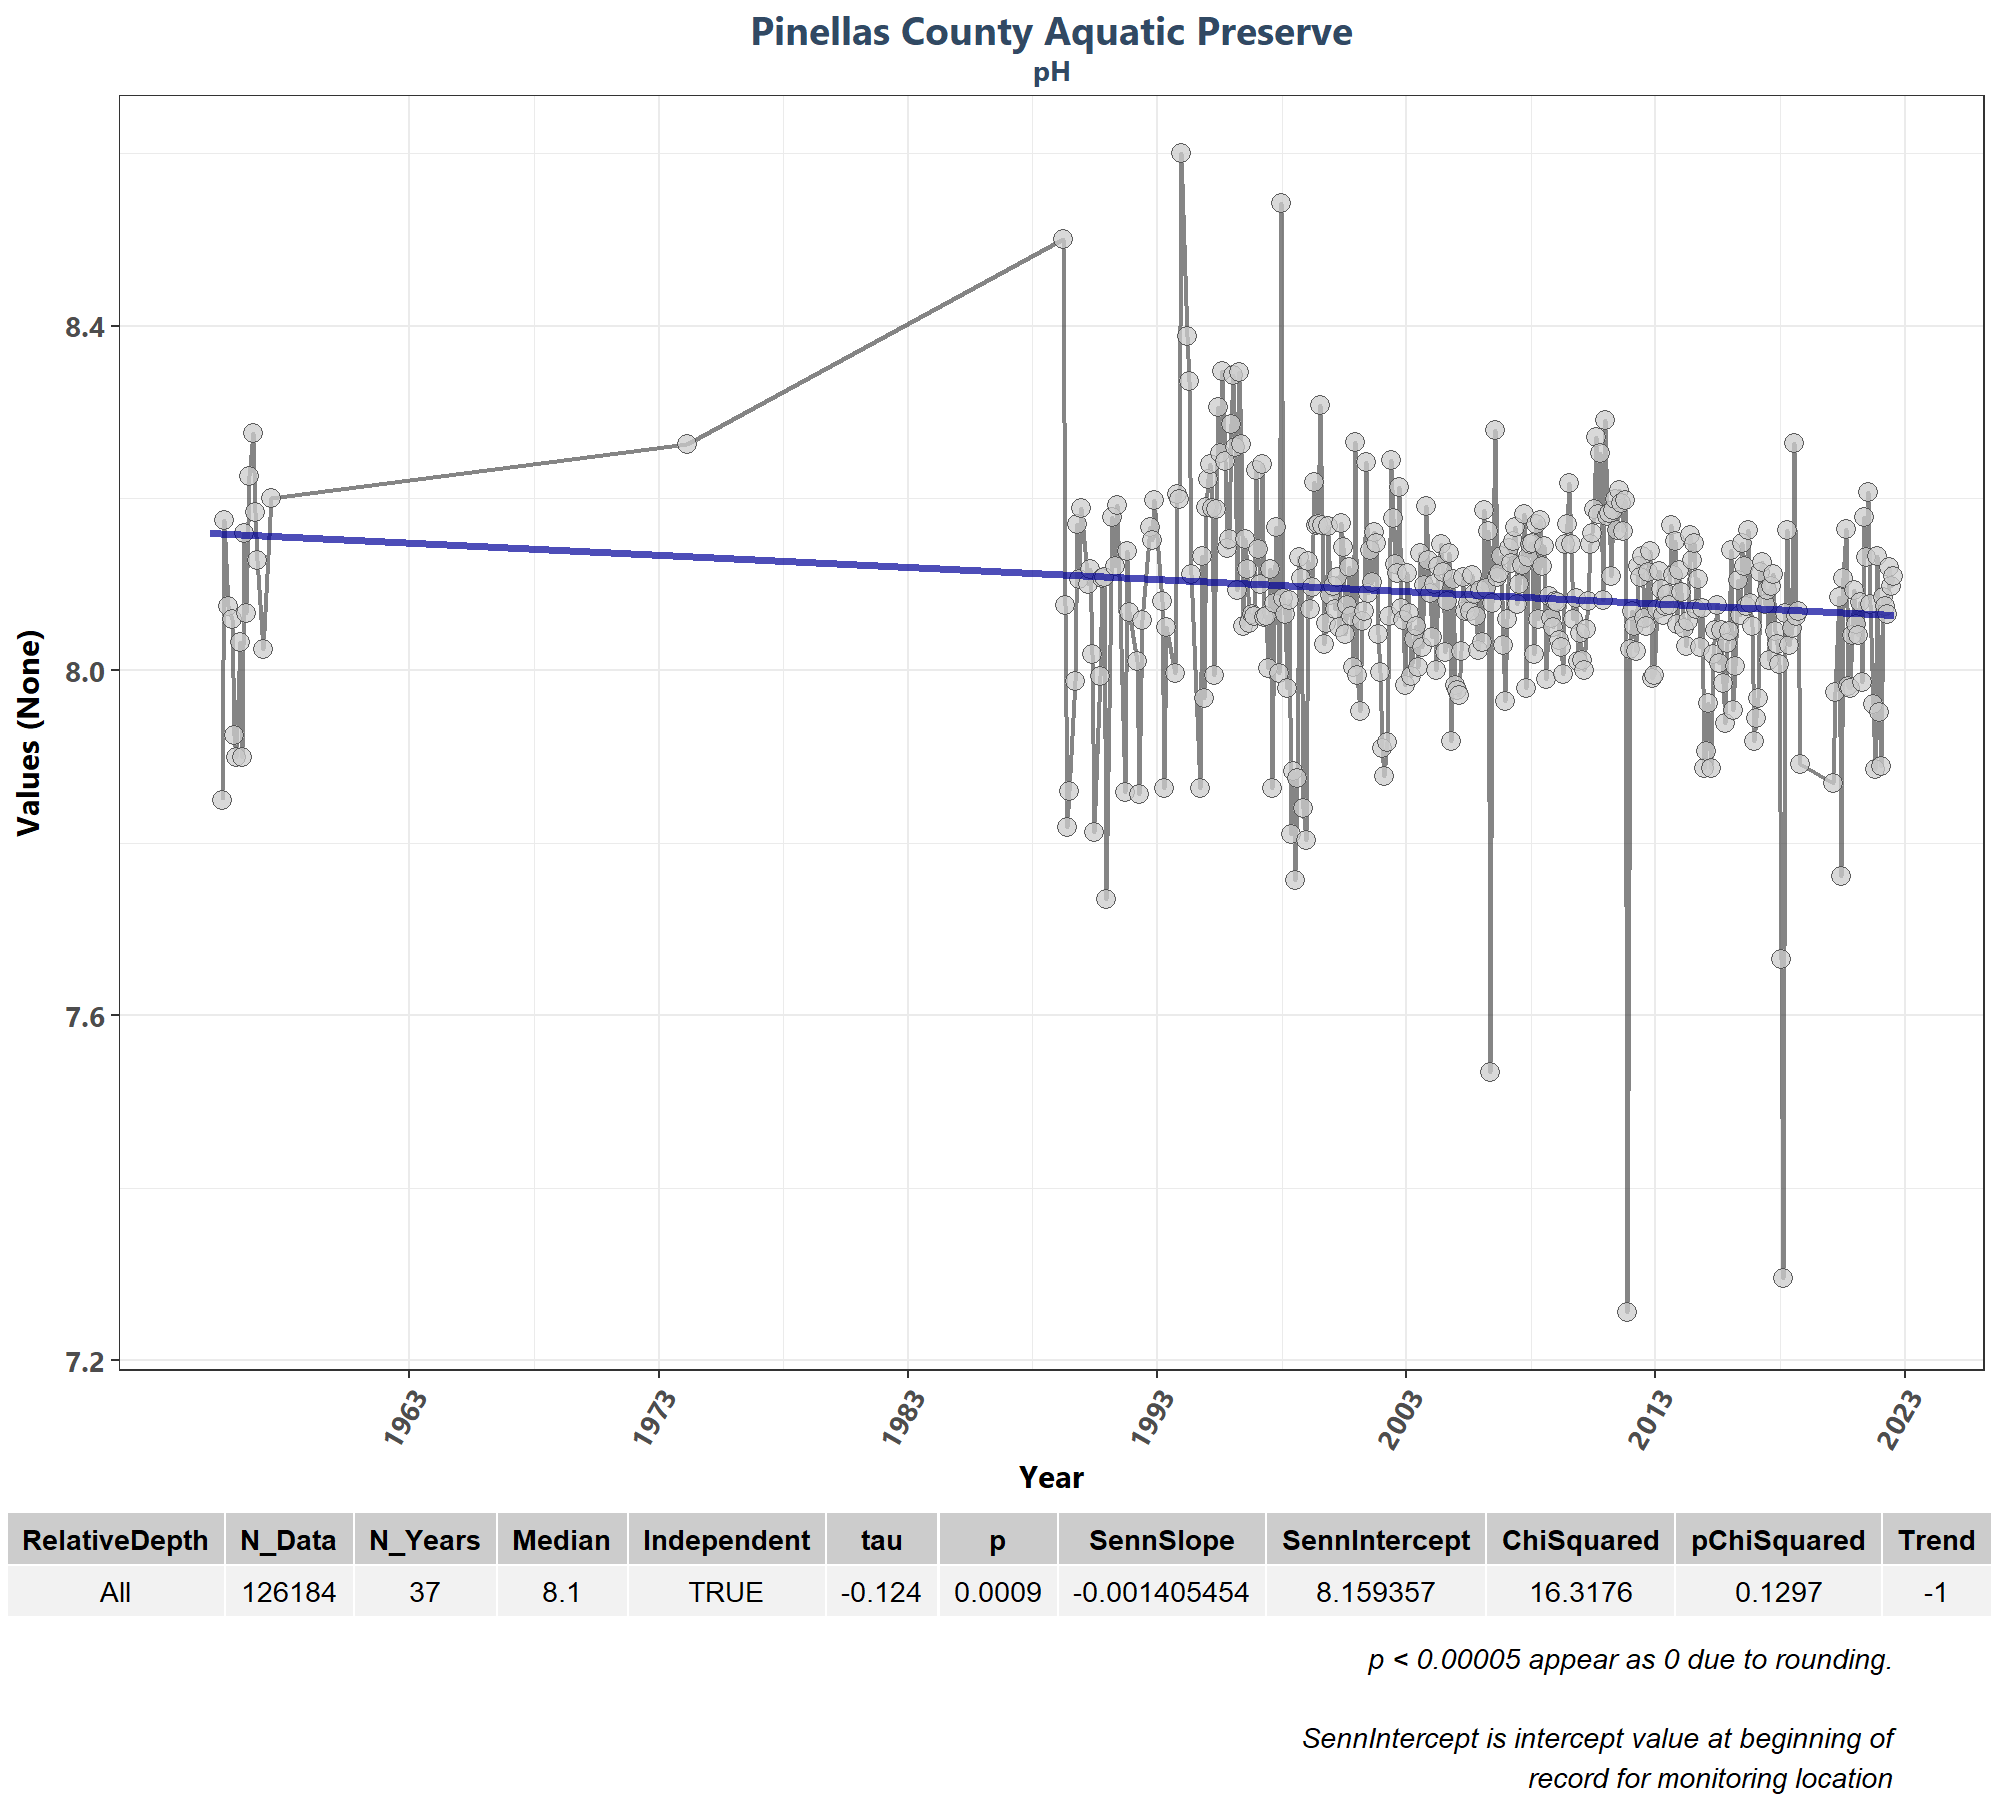 Pinellas County Aquatic Preserve
pH
Values (None)
8.4
8.0
7.6
7.2
1963
1973
1983
1993
2003
2013
2023
Year
RelativeDepth N_Data N_Years Median Independent tau p SennSlope SennIntercept ChiSquared pChiSquared Trend
All 126184 37 8.1 TRUE -0.124 0.0009 -0.001405454 8.159357 16.3176 0.1297 -1
p < 0.00005 appear as 0 due to rounding.
SennIntercept is intercept value at beginning of
record for monitoring location